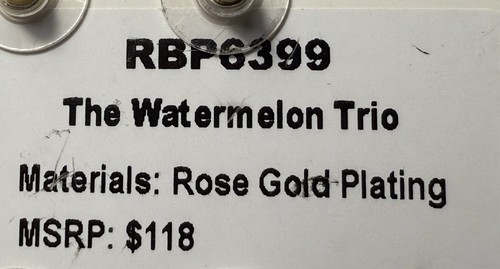 RBP6399
The Watermelon Trio
Materials: Rose Gold Plating
MSRP: $118